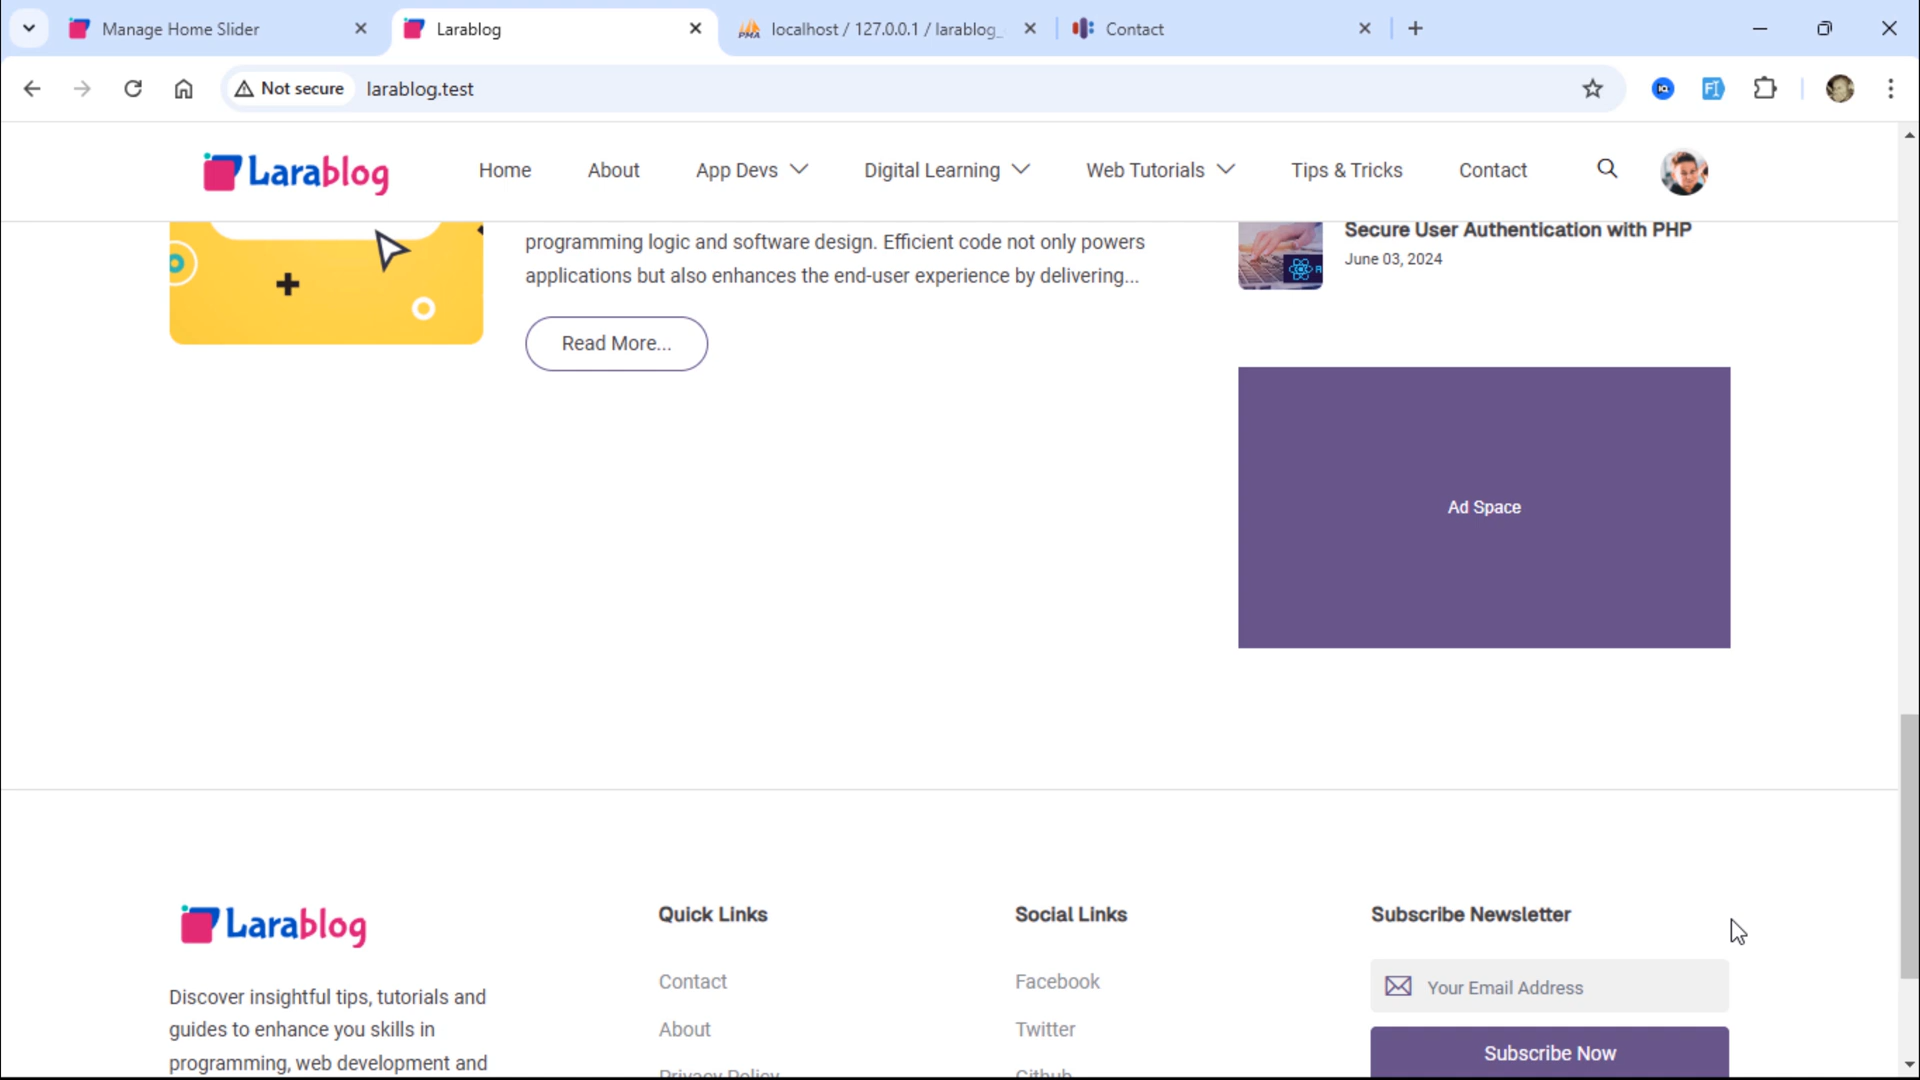 Manage Home Slider
Larablog
localhost / 127.0.0.1 / larablog_
Contact
Not secure
larablog.test
Larablog
Home
About
App Devs
Digital Learning
Web Tutorials
Tips & Tricks
Contact
programming logic and software design. Efficient code not only powers
applications but also enhances the end-user experience by delivering...
Read More...
Secure User Authentication with PHP
June 03, 2024
Ad Space
Larablog
Discover insightful tips, tutorials and
guides to enhance you skills in
programming, web development and
Quick Links
Contact
About
Privacy Policy
Social Links
Facebook
Twitter
Github
Subscribe Newsletter
Your Email Address
Subscribe Now